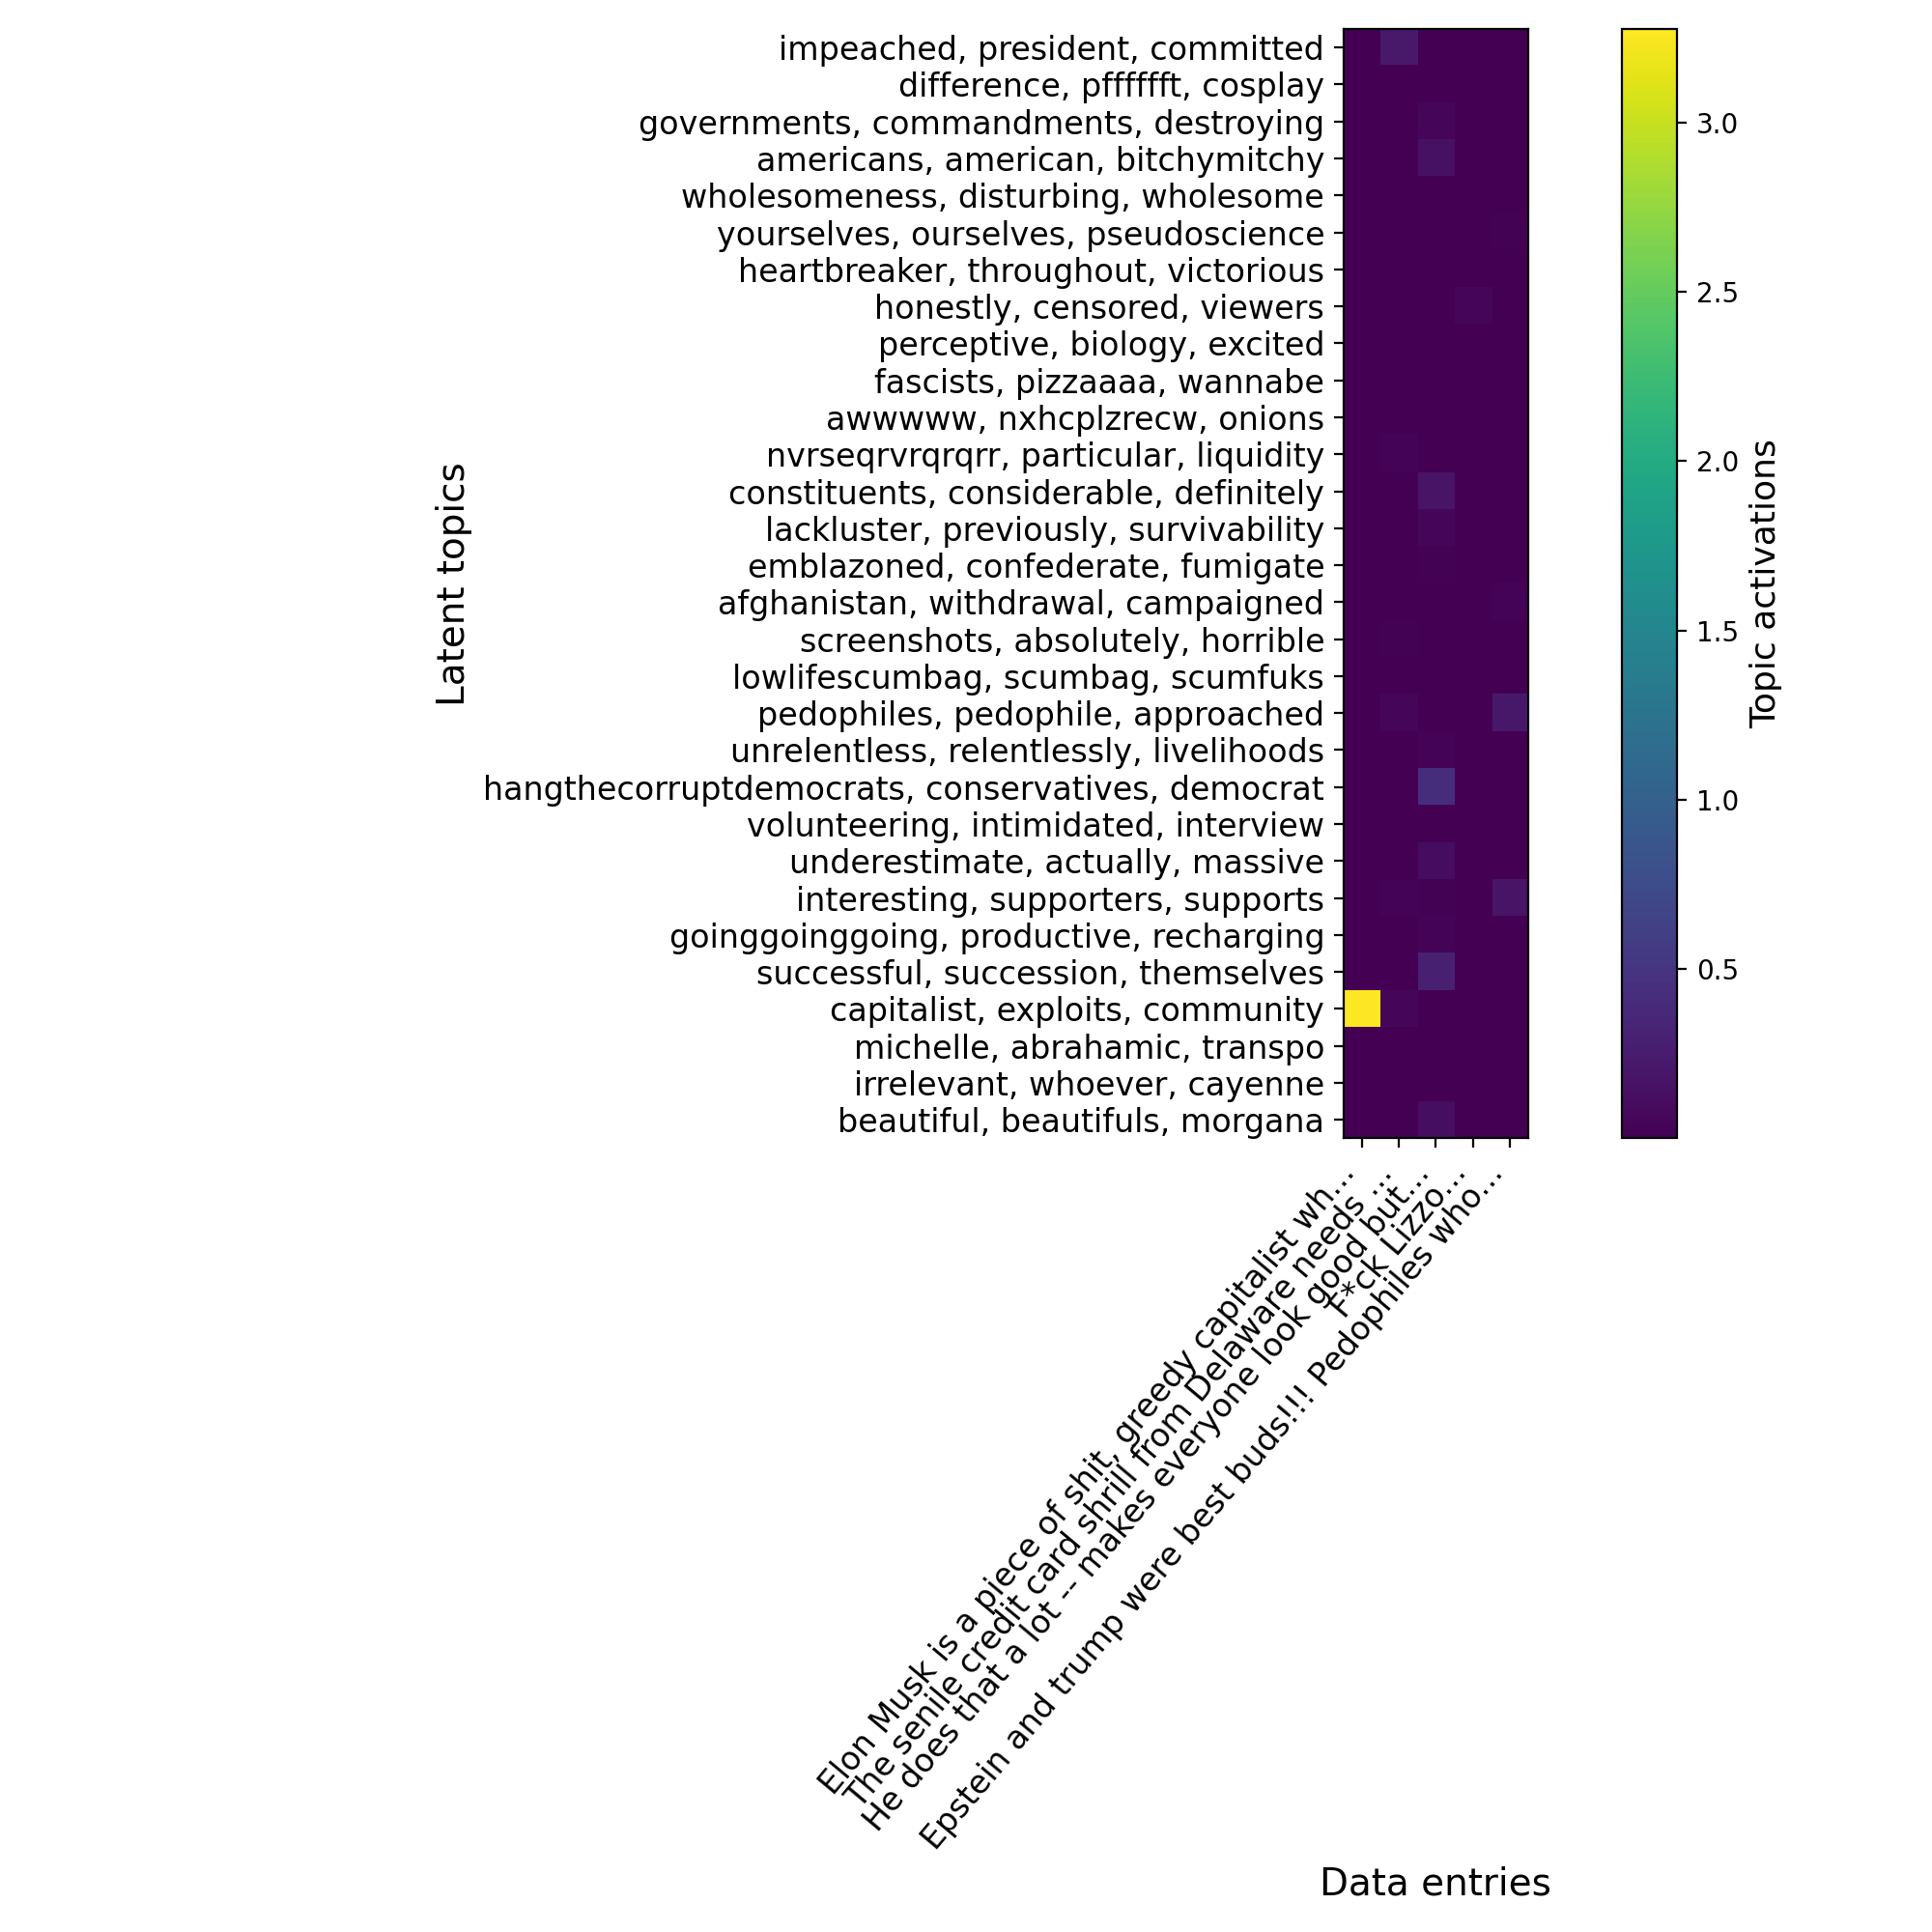 impeached, president, committed
difference, pfffffft, cosplay
governments, commandments, destroying
americans, american, bitchymitchy
wholesomeness, disturbing, wholesome
yourselves, ourselves, pseudoscience
heartbreaker, throughout, victorious
honestly, censored, viewers
perceptive, biology, excited
fascists, pizzaaaa, wannabe
awwwww, nxhcplzrecw, onions
nvrseqrvrqrqrr, particular, liquidity
constituents, considerable, definitely
lackluster, previously, survivability
emblazoned, confederate, fumigate
afghanistan, withdrawal, campaigned
screenshots, absolutely, horrible
lowlifescumbag, scumbag, scumfuks
pedophiles, pedophile, approached
unrelentless, relentlessly, livelihoods
hangthecorruptdemocrats, conservatives, democrat
volunteering, intimidated, interview
underestimate, actually, massive
interesting, supporters, supports
goinggoinggoing, productive, recharging
successful, succession, themselves
capitalist, exploits, community
michelle, abrahamic, transpo
irrelevant, whoever, cayenne
beautiful, beautifuls, morgana
Latent topics
Elon Musk is a piece of shit, greedy capitalist wh...
The senile credit card shrill from Delaware needs ...
He does that a lot -- makes everyone look good but...
F*ck Lizzo...
Epstein and trump were best buds!!! Pedophiles who...
Data entries
3.0
2.5
2.0
1.5
1.0
0.5
Topic activations